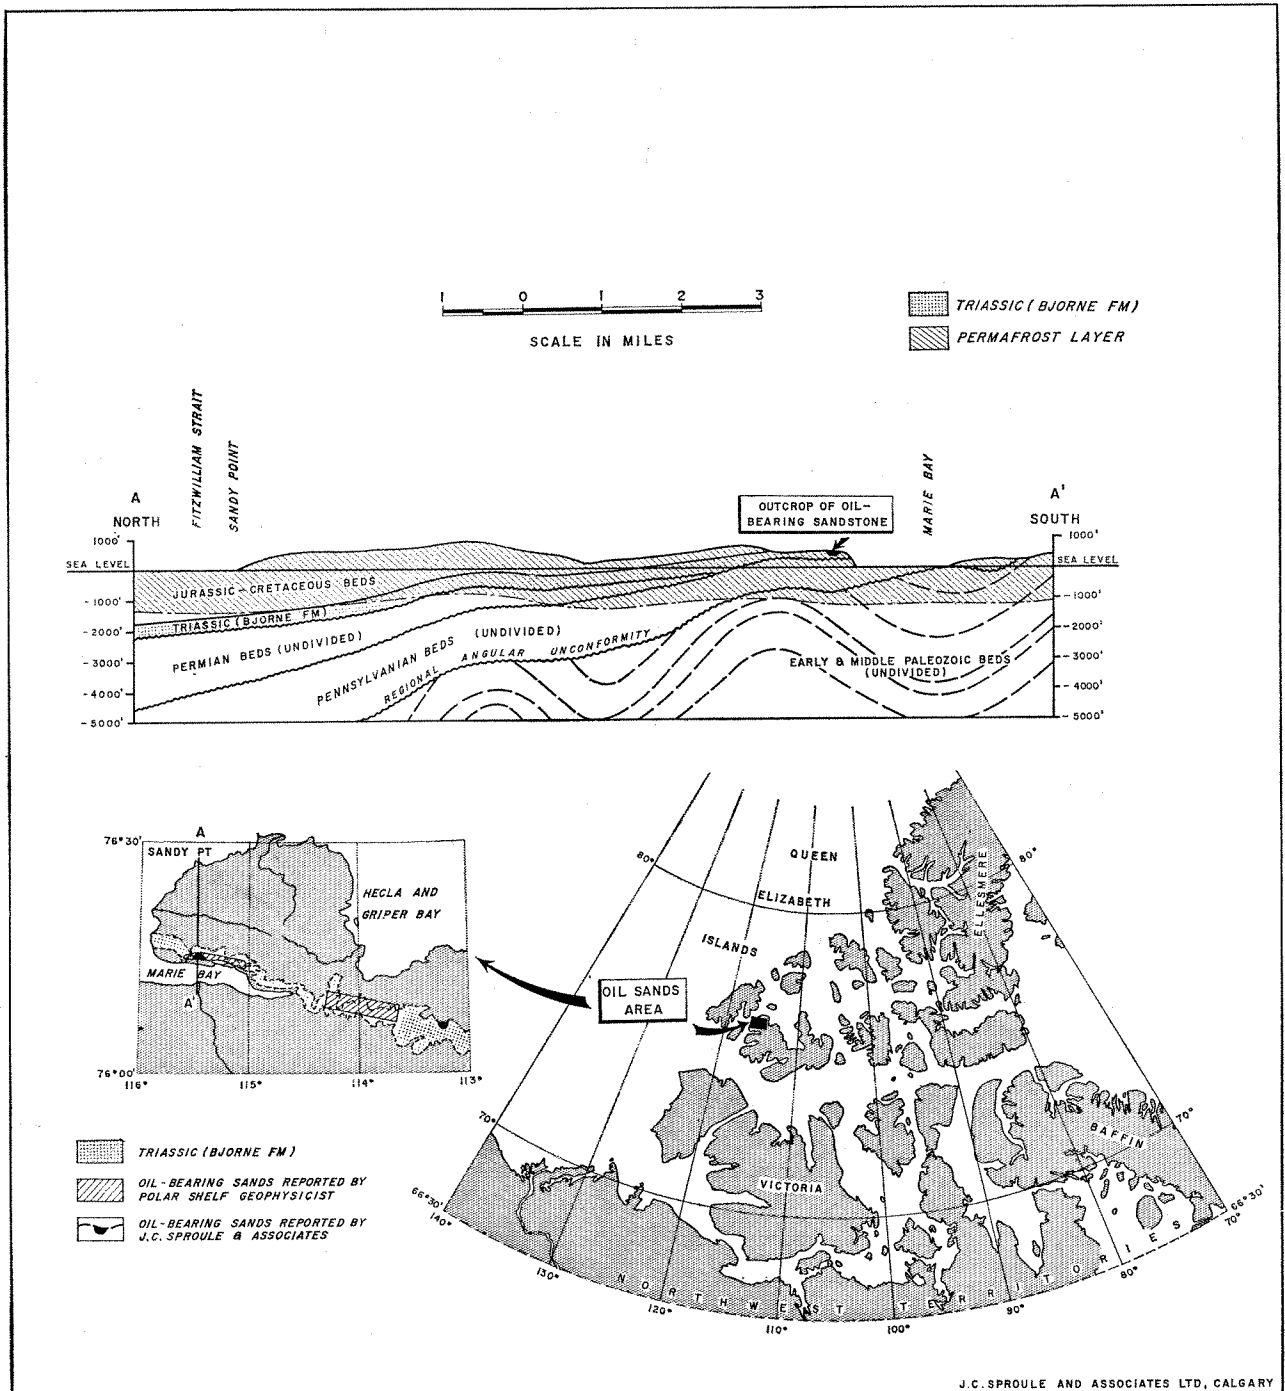 1 0 1 2 3
SCALE IN MILES
TRIASSIC (BJORNE FM)
PERMAFROST LAYER
FITZWILLIAM STRAIT
SANDY POINT
MARIE BAY
A
NORTH
OUTCROP OF OIL-
BEARING SANDSTONE
A'
SOUTH
1000'
SEA LEVEL
-1000'
-2000'
-3000'
-4000'
-5000'
1000'
SEA LEVEL
-1000'
-2000'
-3000'
-4000'
-5000'
JURASSIC-CRETACEOUS BEDS
TRIASSIC (BJORNE FM)
PERMIAN BEDS (UNDIVIDED)
PENNSYLVANIAN BEDS (UNDIVIDED)
REGIONAL ANGULAR UNCONFORMITY
EARLY & MIDDLE PALEOZOIC BEDS
(UNDIVIDED)
A
76°30'
SANDY PT
HECLA AND
GRIPER BAY
MARIE BAY
A'
76°00'
116° 115° 114° 113°
QUEEN
ELIZABETH
ISLANDS
ELLESMERE
80°
80°
OIL SANDS
AREA
VICTORIA
BAFFIN
70°
70°
66°30'
140°
66°30'
70°
130°
120°
110°
100°
90°
80°
NORTHWEST TERRITORIES
TRIASSIC (BJORNE FM)
OIL-BEARING SANDS REPORTED BY
POLAR SHELF GEOPHYSICIST
OIL-BEARING SANDS REPORTED BY
J.C. SPROULE & ASSOCIATES
J.C. SPROULE AND ASSOCIATES LTD, CALGARY